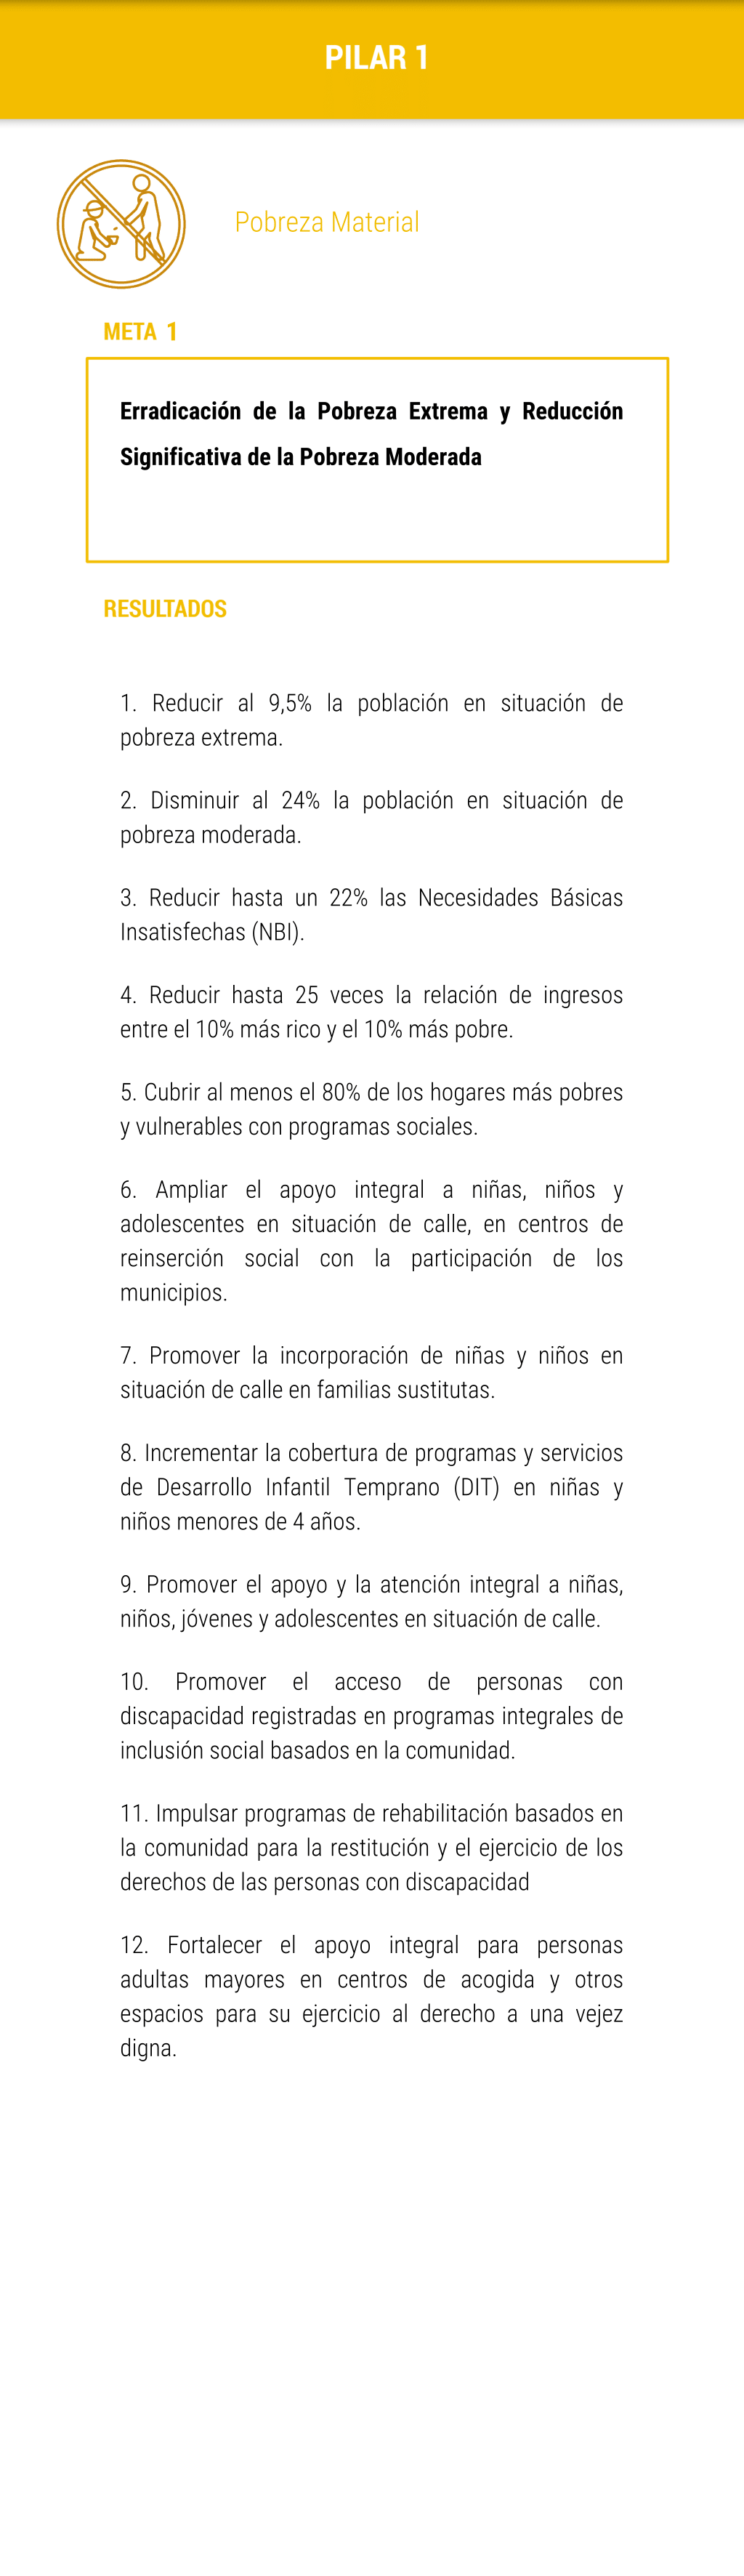 PILAR 1
Pobreza Material
META 1
Erradicación de la Pobreza Extrema y Reducción
Significativa de la Pobreza Moderada
RESULTADOS
1. Reducir al 9,5% la población en situación de
pobreza extrema.
2. Disminuir al 24% la población en situación de
pobreza moderada.
3. Reducir hasta un 22% las Necesidades Básicas
Insatisfechas (NBI).
4. Reducir hasta 25 veces la relación de ingresos
entre el 10% más rico y el 10% más pobre.
5. Cubrir al menos el 80% de los hogares más pobres
y vulnerables con programas sociales.
6. Ampliar el apoyo integral a niñas, niños y
adolescentes en situación de calle, en centros de
reinserción social con la participación de los
municipios.
7. Promover la incorporación de niñas y niños en
situación de calle en familias sustitutas.
8. Incrementar la cobertura de programas y servicios
de Desarrollo Infantil Temprano (DIT) en niñas y
niños menores de 4 años.
9. Promover el apoyo y la atención integral a niñas,
niños, jóvenes y adolescentes en situación de calle.
10. Promover el acceso de personas con
discapacidad registradas en programas integrales de
inclusión social basados en la comunidad.
11. Impulsar programas de rehabilitación basados en
la comunidad para la restitución y el ejercicio de los
derechos de las personas con discapacidad
12. Fortalecer el apoyo integral para personas
adultas mayores en centros de acogida y otros
espacios para su ejercicio al derecho a una vejez
digna.